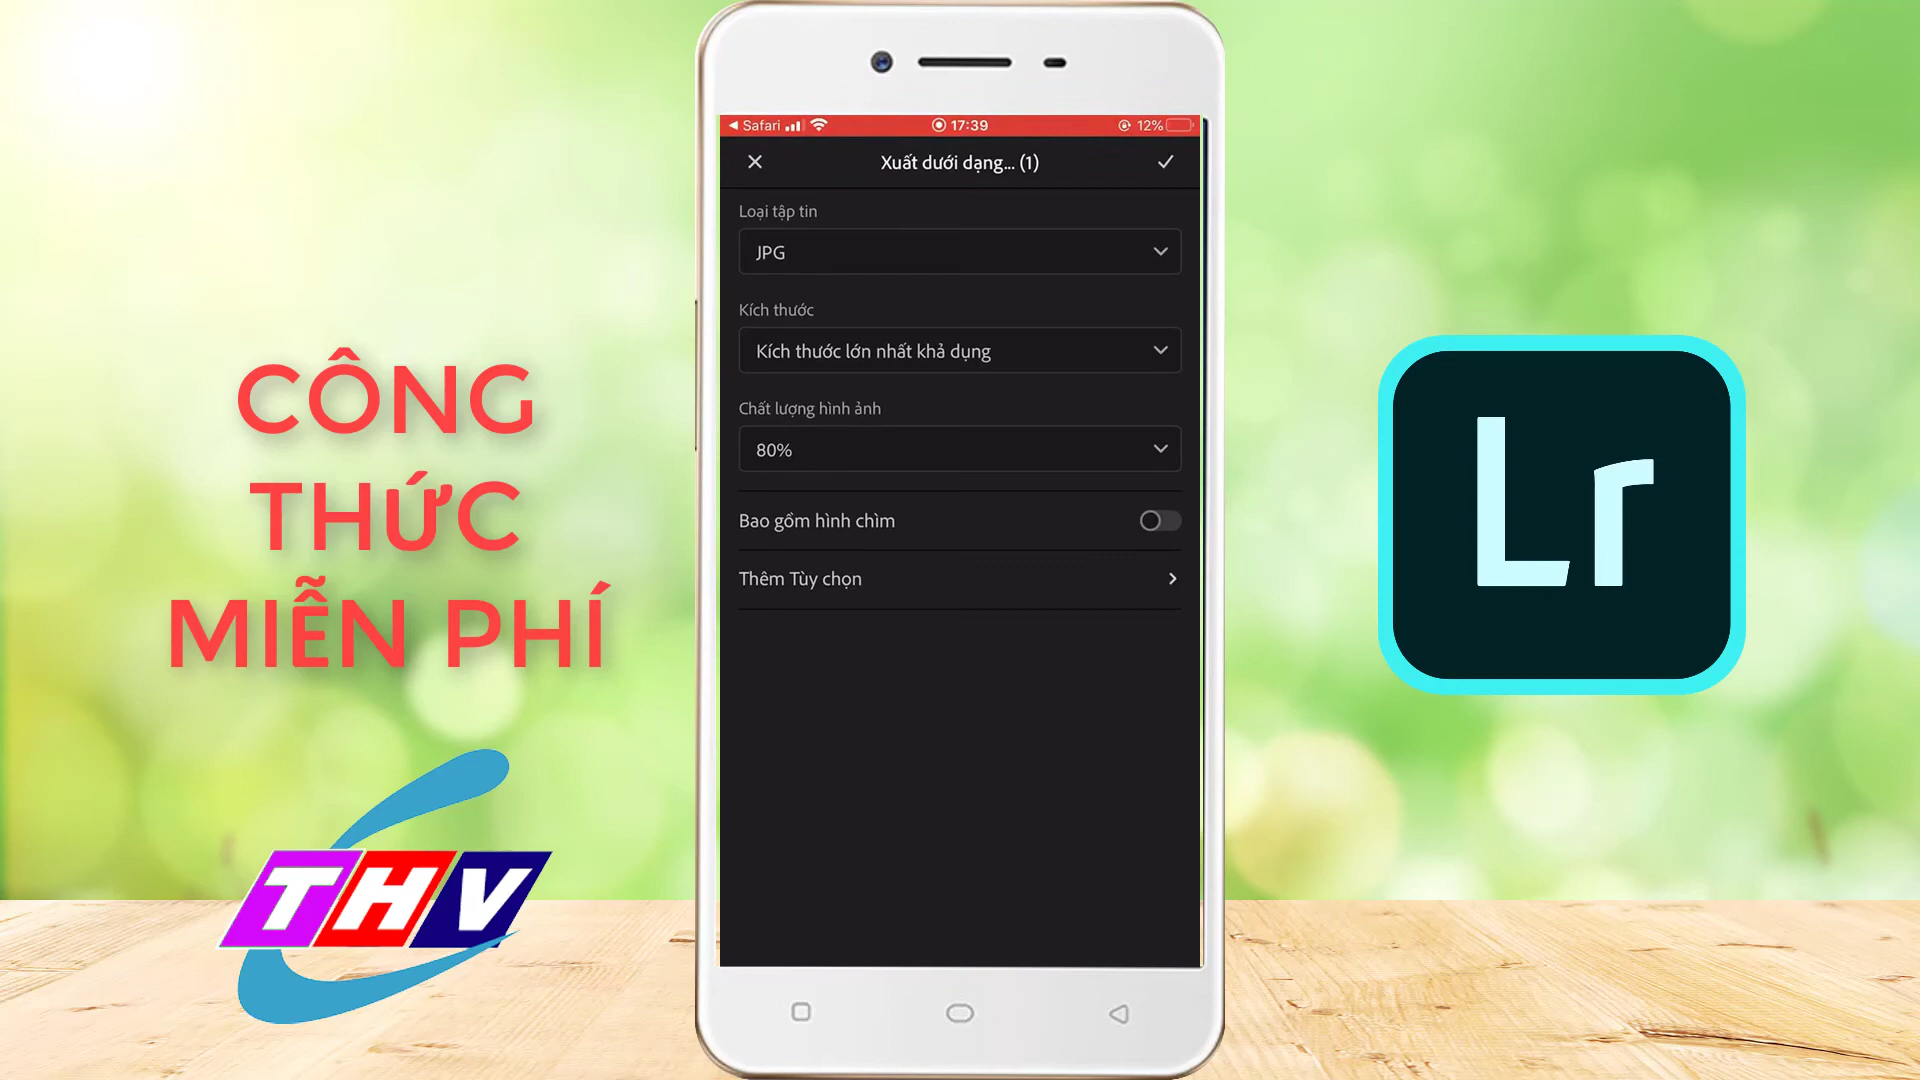 Safari 17:39 12%
Xuất dưới dạng... (1)
Loại tập tin
JPG
Kích thước
Kích thước lớn nhất khả dụng
Chất lượng hình ảnh
80%
Bao gồm hình chìm
Thêm Tùy chọn
CÔNG
THỨC
MIỄN PHÍ
THV
Lr